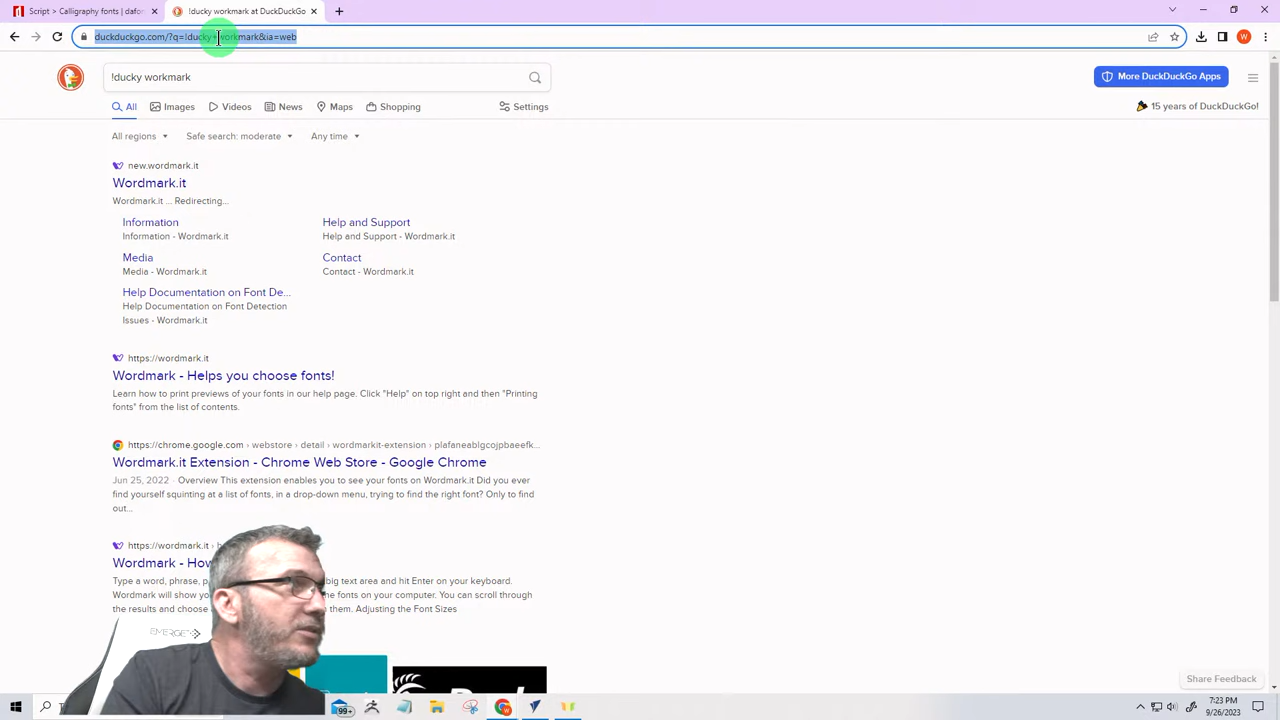 Script > Calligraphy fonts | dafor
!ducky workmark at DuckDuckGo
duckduckgo.com/?q=!ducky+workmark&ia=web
W
!ducky workmark
More DuckDuckGo Apps
All
Images
Videos
News
Maps
Shopping
Settings
15 years of DuckDuckGo!
All regions
Safe search: moderate
Any time
new.wordmark.it
Wordmark.it
Wordmark.it ... Redirecting...
Information
Help and Support
Information - Wordmark.it
Help and Support - Wordmark.it
Media
Contact
Media - Wordmark.it
Contact - Wordmark.it
Help Documentation on Font De...
Help Documentation on Font Detection
Issues - Wordmark.it
https://wordmark.it
Wordmark - Helps you choose fonts!
Learn how to print previews of your fonts in our help page. Click "Help" on top right and then "Printing
fonts" from the list of contents.
https://chrome.google.com › webstore › detail › wordmarkit-extension › plafaneablgcojpbaeefk...
Wordmark.it Extension - Chrome Web Store - Google Chrome
Jun 25, 2022 · Overview This extension enables you to see your fonts on Wordmark.it Did you ever
find yourself squinting at a list of fonts, in a drop-down menu, trying to find the right font? Only to find
out...
https://wordmark.it
Wordmark - How
Type a word, phrase, big text area and hit Enter on your keyboard.
Wordmark will show you the fonts on your computer. You can scroll through
the results and choose them. Adjusting the Font Sizes
EMERGE
Share Feedback
99+
7:23 PM
9/26/2023